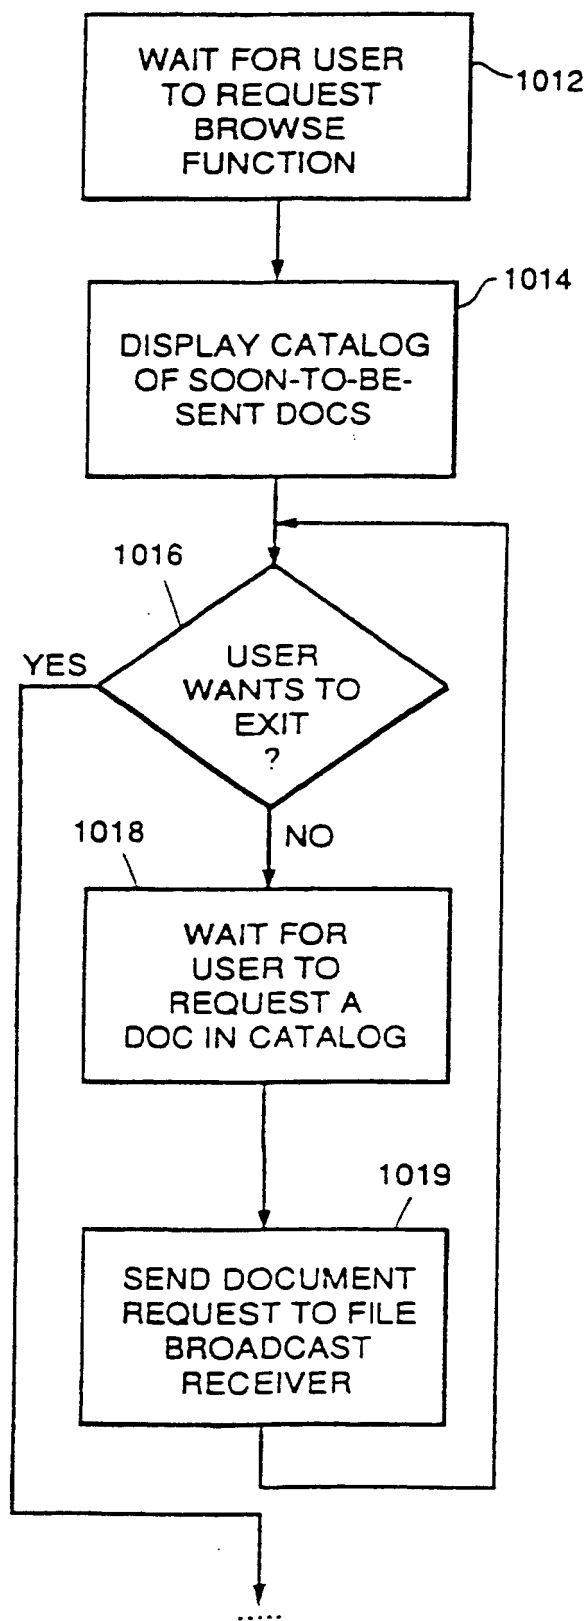 WAIT FOR USER
TO REQUEST
BROWSE
FUNCTION
1012
1014
DISPLAY CATALOG
OF SOON-TO-BE-
SENT DOCS
1016
YES
USER
WANTS TO
EXIT
?
NO
1018
WAIT FOR
USER TO
REQUEST A
DOC IN CATALOG
1019
SEND DOCUMENT
REQUEST TO FILE
BROADCAST
RECEIVER
.....